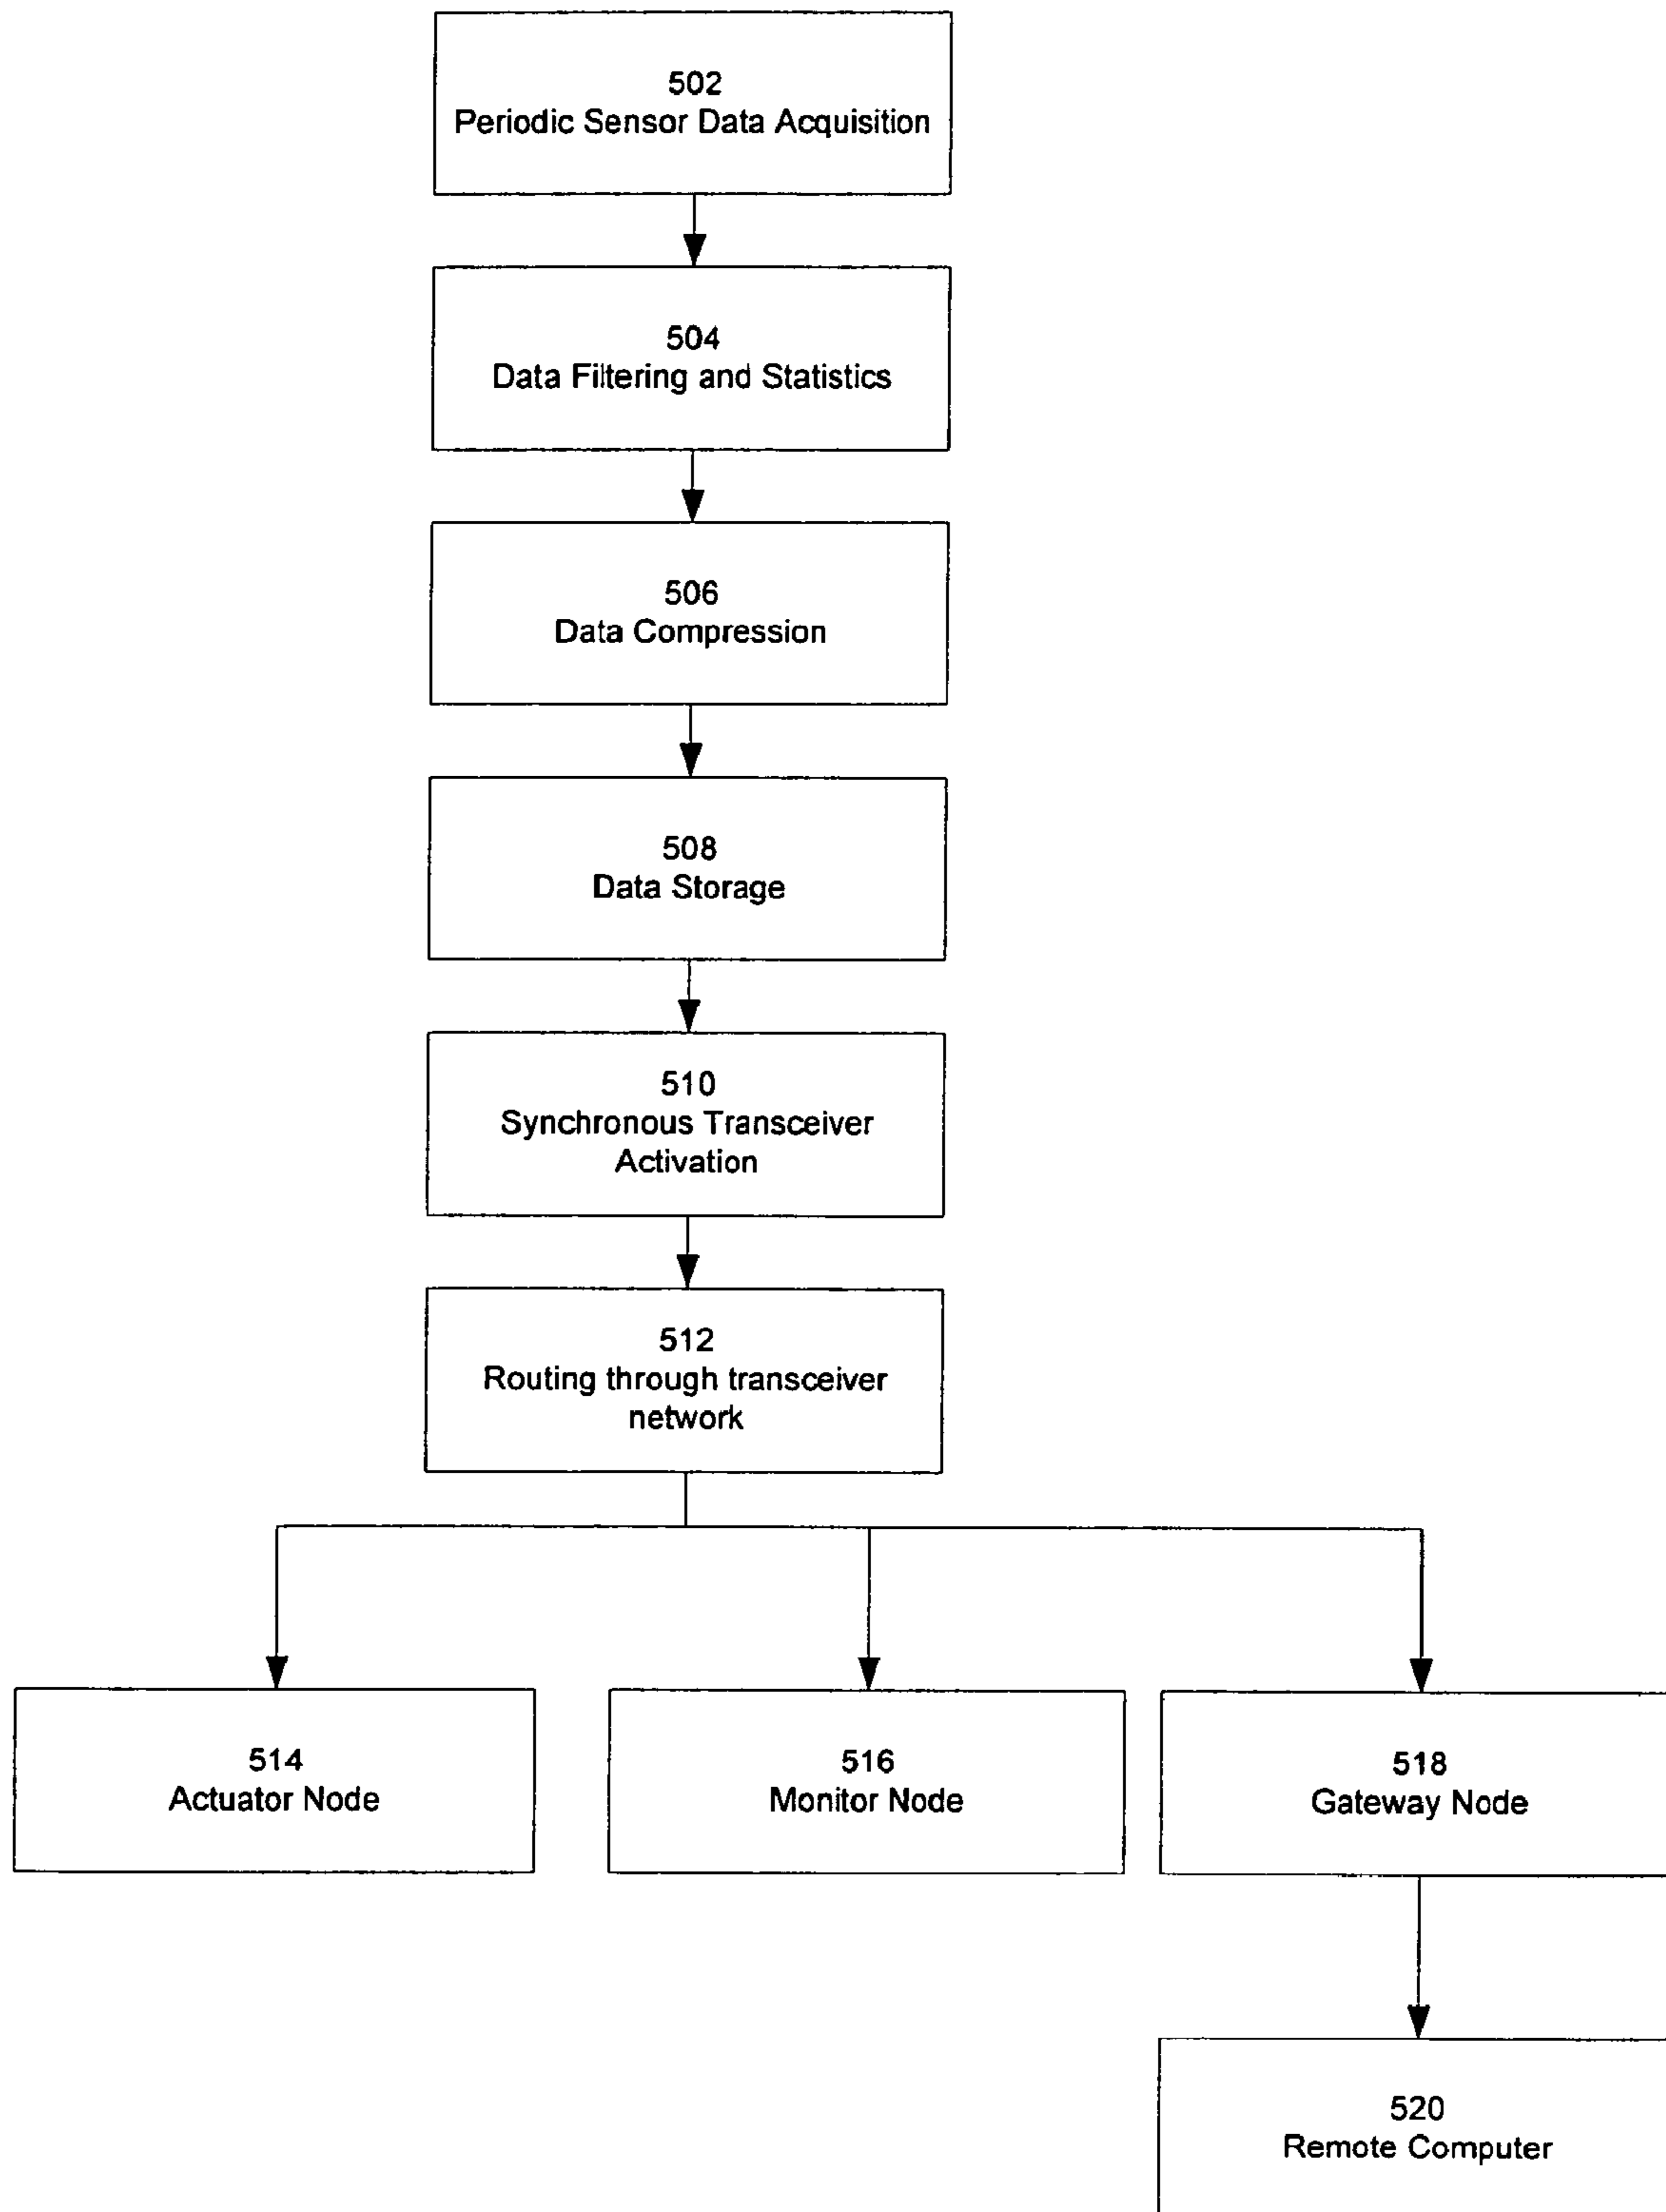 502
Periodic Sensor Data Acquisition
504
Data Filtering and Statistics
506
Data Compression
508
Data Storage
510
Synchronous Transceiver
Activation
512
Routing through transceiver
network
514
Actuator Node
516
Monitor Node
518
Gateway Node
520
Remote Computer